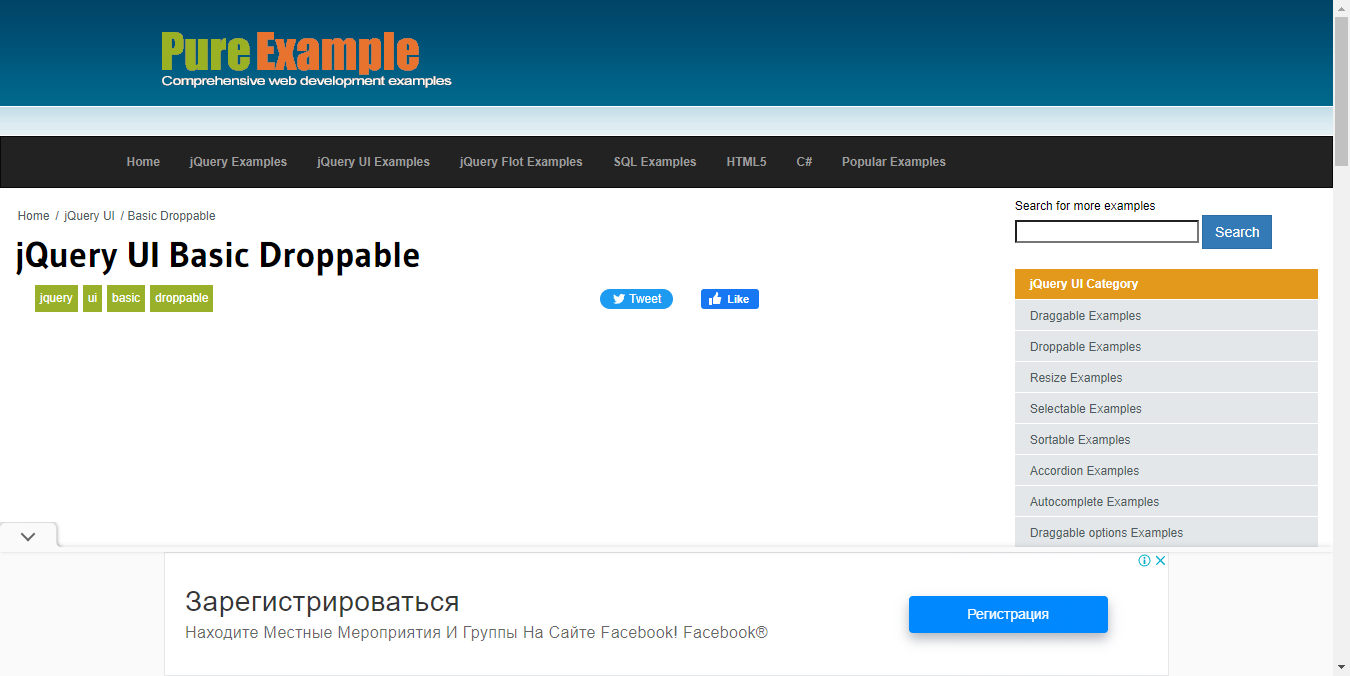 Pure Example
Comprehensive web development examples
Home jQuery Examples jQuery UI Examples jQuery Flot Examples SQL Examples HTML5 C# Popular Examples
Home / jQuery UI / Basic Droppable
jQuery UI Basic Droppable
jquery ui basic droppable
Tweet Like
Search for more examples
Search
jQuery UI Category
Draggable Examples
Droppable Examples
Resize Examples
Selectable Examples
Sortable Examples
Accordion Examples
Autocomplete Examples
Draggable options Examples
Зарегистрироваться
Находите Местные Мероприятия И Группы На Сайте Facebook! Facebook®
Регистрация